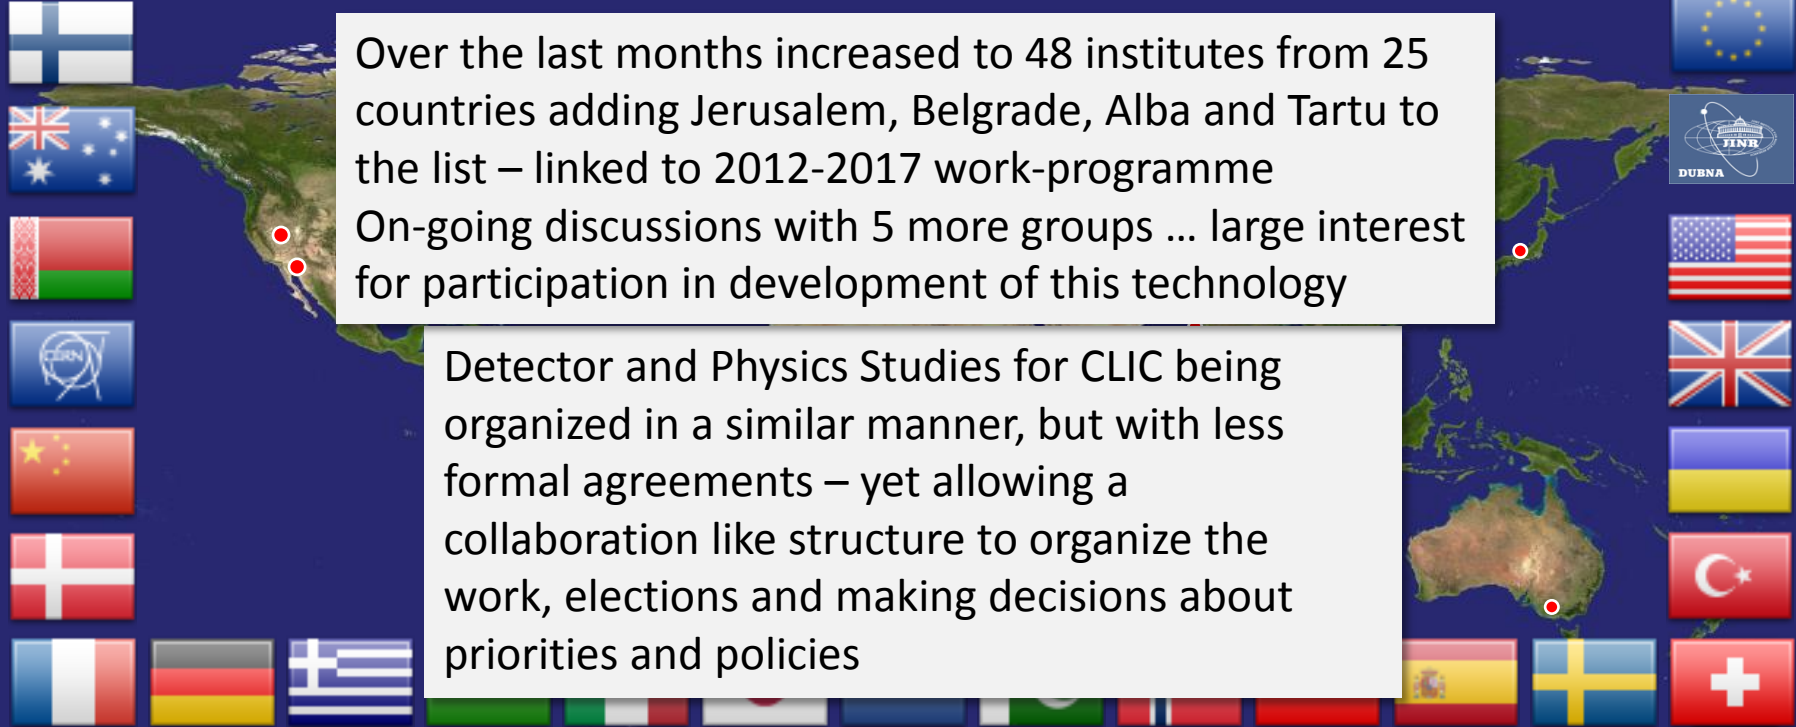 Over the last months increased to 48 institutes from 25
countries adding Jerusalem, Belgrade, Alba and Tartu to
the list – linked to 2012-2017 work-programme
On-going discussions with 5 more groups … large interest
for participation in development of this technology
Detector and Physics Studies for CLIC being
organized in a similar manner, but with less
formal agreements – yet allowing a
collaboration like structure to organize the
work, elections and making decisions about
priorities and policies
CERN
JINR
DUBNA